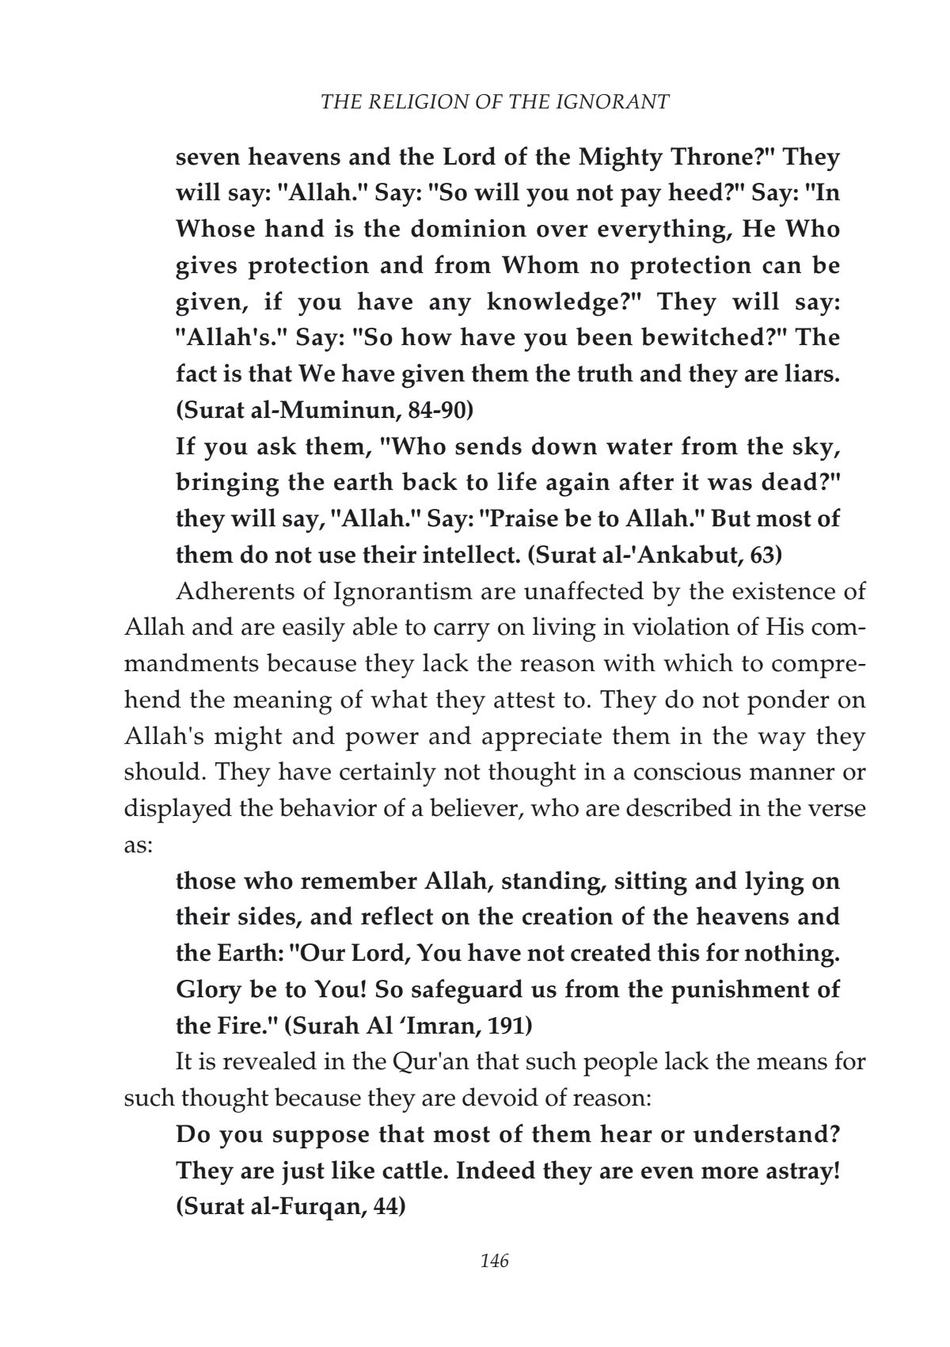 THE RELIGION OF THE IGNORANT
seven heavens and the Lord of the Mighty Throne?" They
will say: "Allah." Say: "So will you not pay heed?" Say: "In
Whose hand is the dominion over everything, He Who
gives protection and from Whom no protection can be
given, if you have any knowledge?" They will say:
"Allah's." Say: "So how have you been bewitched?" The
fact is that We have given them the truth and they are liars.
(Surat al-Muminun, 84-90)
If you ask them, "Who sends down water from the sky,
bringing the earth back to life again after it was dead?"
they will say, "Allah." Say: "Praise be to Allah." But most of
them do not use their intellect. (Surat al-'Ankabut, 63)
Adherents of Ignorantism are unaffected by the existence of
Allah and are easily able to carry on living in violation of His com-
mandments because they lack the reason with which to compre-
hend the meaning of what they attest to. They do not ponder on
Allah's might and power and appreciate them in the way they
should. They have certainly not thought in a conscious manner or
displayed the behavior of a believer, who are described in the verse
as:
those who remember Allah, standing, sitting and lying on
their sides, and reflect on the creation of the heavens and
the Earth: "Our Lord, You have not created this for nothing.
Glory be to You! So safeguard us from the punishment of
the Fire." (Surah Al ‘Imran, 191)
It is revealed in the Qur'an that such people lack the means for
such thought because they are devoid of reason:
Do you suppose that most of them hear or understand?
They are just like cattle. Indeed they are even more astray!
(Surat al-Furqan, 44)
146